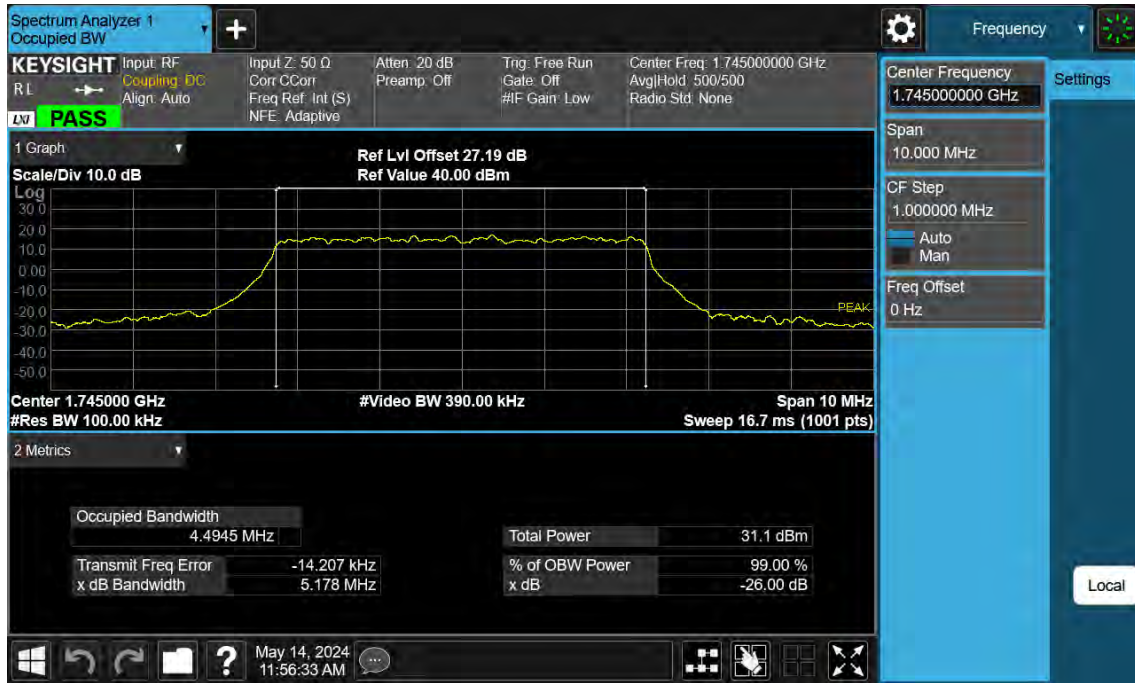 Spectrum Analyzer 1
Occupied BW
+
Frequency
KEYSIGHT
R L
LXI
PASS
Input: RF
Coupling: DC
Align: Auto
Input Z: 50 Ω
Corr CCorr
Freq Ref: Int (S)
NFE: Adaptive
Atten: 20 dB
Preamp: Off
Trig: Free Run
Gate: Off
#IF Gain: Low
Center Freq: 1.745000000 GHz
Avg|Hold: 500/500
Radio Std: None
Center Frequency
1.745000000 GHz
Settings
Span
10.000 MHz
CF Step
1.000000 MHz
Auto
Man
Freq Offset
0 Hz
1 Graph
Ref Lvl Offset 27.19 dB
Scale/Div 10.0 dB
Ref Value 40.00 dBm
Log
30.0
20.0
10.0
0.00
-10.0
-20.0
-30.0
-40.0
-50.0
PEAK
Center 1.745000 GHz
#Video BW 390.00 kHz
Span 10 MHz
#Res BW 100.00 kHz
Sweep 16.7 ms (1001 pts)
2 Metrics
Occupied Bandwidth
4.4945 MHz
Total Power 31.1 dBm
Transmit Freq Error -14.207 kHz
% of OBW Power 99.00 %
x dB Bandwidth 5.178 MHz
x dB -26.00 dB
Local
?
May 14, 2024
11:56:33 AM